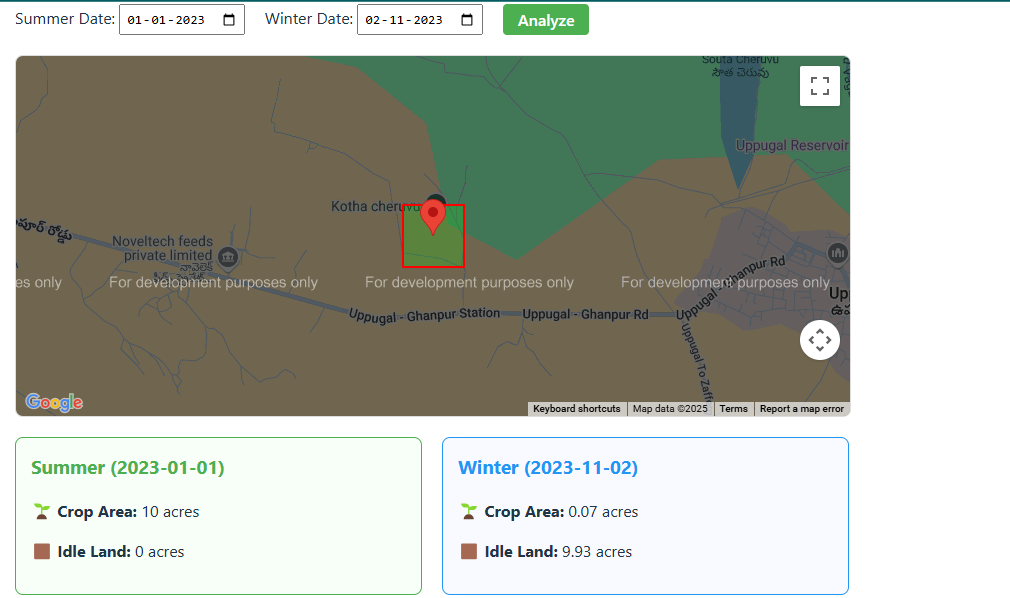 Summer Date: 01-01-2023 Winter Date: 02-11-2023 Analyze
Souta Cheruvu
సౌత చెరువు
Uppugal Reservoir
Kotha cheruvu
Noveltech feeds
private limited
నావెలెక్
es only For development purposes only For development purposes only For development purposes only
Uppugal - Ghanpur Rd
Uppugal - Ghanpur Station Uppugal - Ghanpur Rd
Uppugal To Zaff
Google
Keyboard shortcuts Map data ©2025 Terms Report a map error
Summer (2023-01-01)
Crop Area: 10 acres
Idle Land: 0 acres
Winter (2023-11-02)
Crop Area: 0.07 acres
Idle Land: 9.93 acres